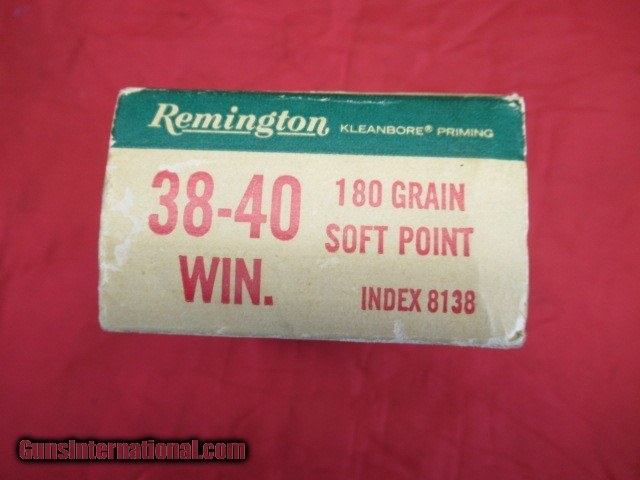 Remington KLEANBORE® PRIMING
38-40 180 GRAIN
WIN. SOFT POINT
INDEX 8138
GunsInternational.com